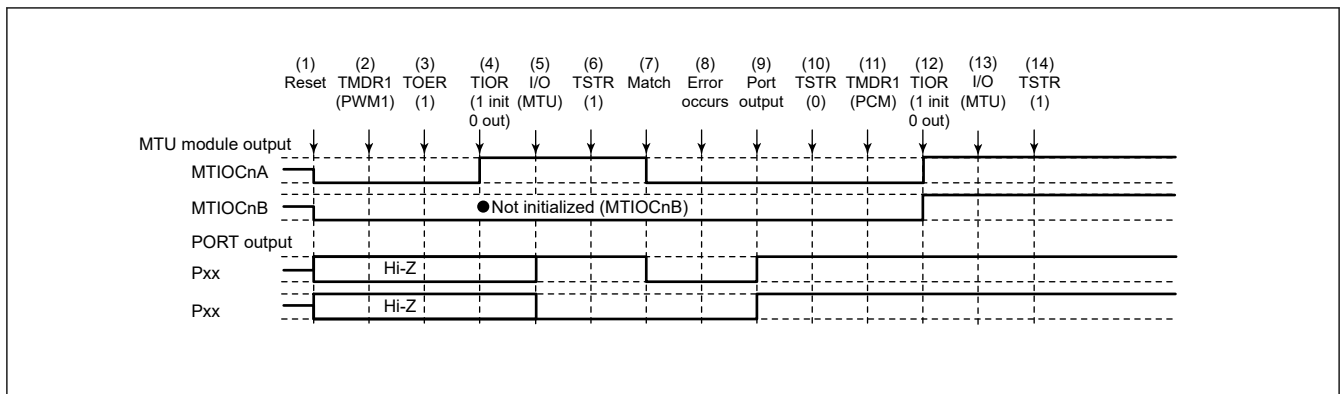 (1) (2) (3) (4) (5) (6) (7) (8) (9) (10) (11) (12) (13) (14)
Reset TMDR1 TOER TIOR I/O TSTR Match Error Port TSTR TMDR1 TIOR I/O TSTR
(PWM1) (1) (1 init (MTU) (1) occurs output (0) (PCM) (1 init (MTU) (1)
0 out) 0 out)
MTU module output
MTIOCnA
MTIOCnB ●Not initialized (MTIOCnB)
PORT output
Pxx Hi-Z
Pxx Hi-Z